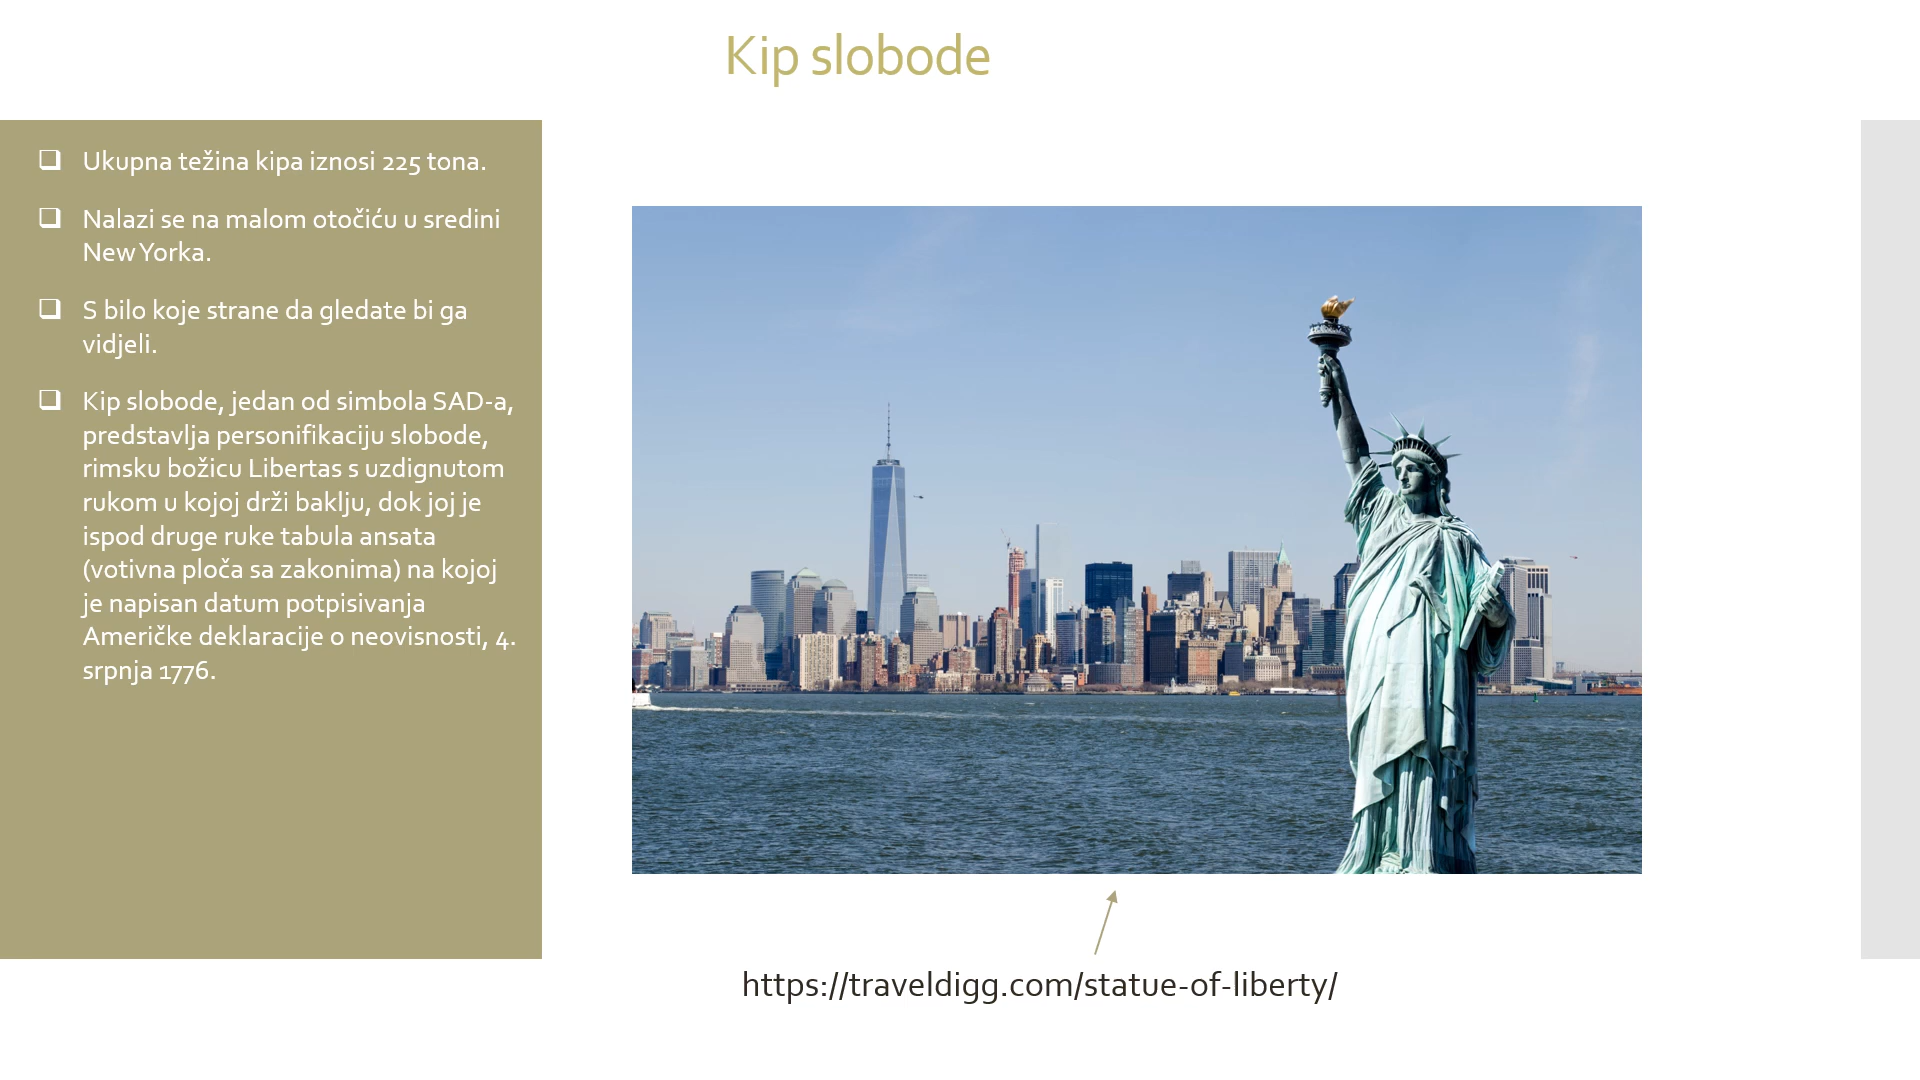 Kip slobode
Ukupna težina kipa iznosi 225 tona.
Nalazi se na malom otočiću u sredini
New Yorka.
S bilo koje strane da gledate bi ga
vidjeli.
Kip slobode, jedan od simbola SAD-a,
predstavlja personifikaciju slobode,
rimsku božicu Libertas s uzdignutom
rukom u kojoj drži baklju, dok joj je
ispod druge ruke tabula ansata
(votivna ploča sa zakonima) na kojoj
je napisan datum potpisivanja
Američke deklaracije o neovisnosti, 4.
srpnja 1776.
https://traveldigg.com/statue-of-liberty/